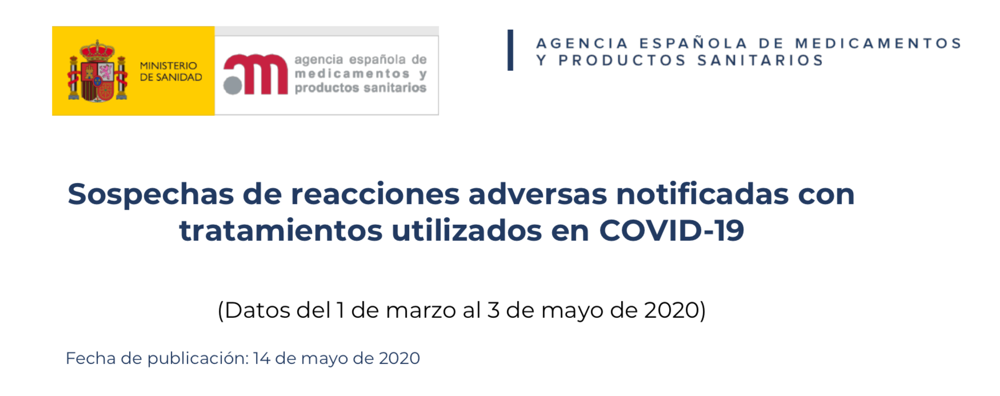 MINISTERIO
DE SANIDAD
am
agencia española de
medicamentos y
productos sanitarios
AGENCIA ESPAÑOLA DE MEDICAMENTOS
Y PRODUCTOS SANITARIOS
Sospechas de reacciones adversas notificadas con
tratamientos utilizados en COVID-19
(Datos del 1 de marzo al 3 de mayo de 2020)
Fecha de publicación: 14 de mayo de 2020